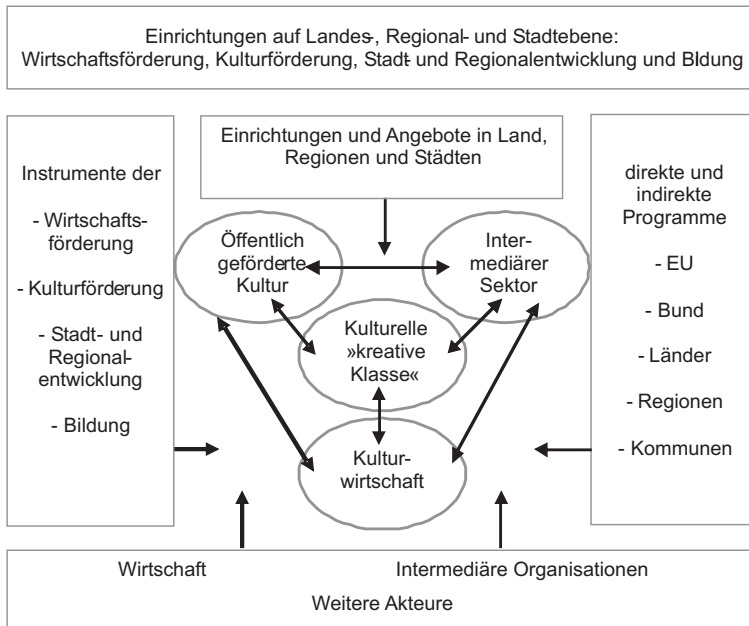 Einrichtungen auf Landes-, Regional- und Stadtebene:
Wirtschaftsförderung, Kulturförderung, Stadt- und Regionalentwicklung und Bildung
Instrumente der
- Wirtschafts-
förderung
- Kulturförderung
- Stadt- und
Regional-
entwicklung
- Bildung
Einrichtungen und Angebote in Land,
Regionen und Städten
Öffentlich
geförderte
Kultur
Inter-
mediärer
Sektor
Kulturelle
»kreative
Klasse«
Kultur-
wirtschaft
direkte und
indirekte
Programme
- EU
- Bund
- Länder
- Regionen
- Kommunen
Wirtschaft
Intermediäre Organisationen
Weitere Akteure